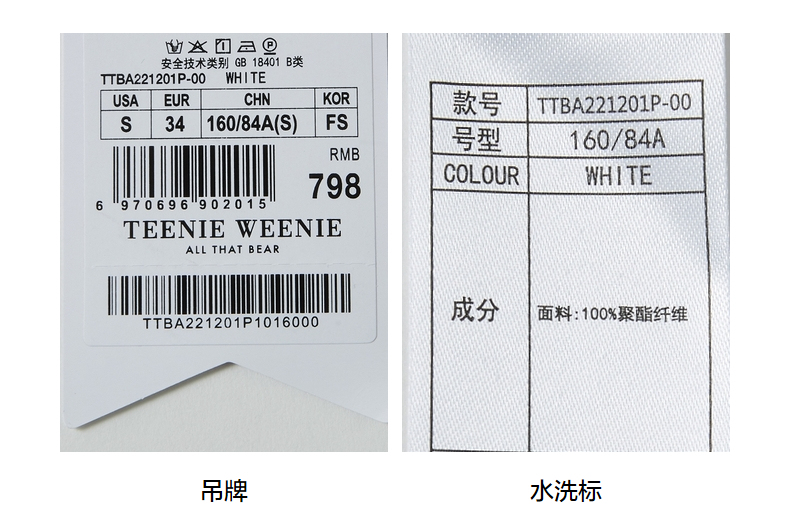 安全技术类别 GB 18401 B类
TTBA221201P-00 WHITE
USA EUR CHN KOR
S 34 160/84A(S) FS
RMB
798
6 970696 902015
TEENIE WEENIE
ALL THAT BEAR
TTBA221201P1016000
吊牌
款号 TTBA221201P-00
号型 160/84A
COLOUR WHITE
成分 面料:100%聚酯纤维
水洗标